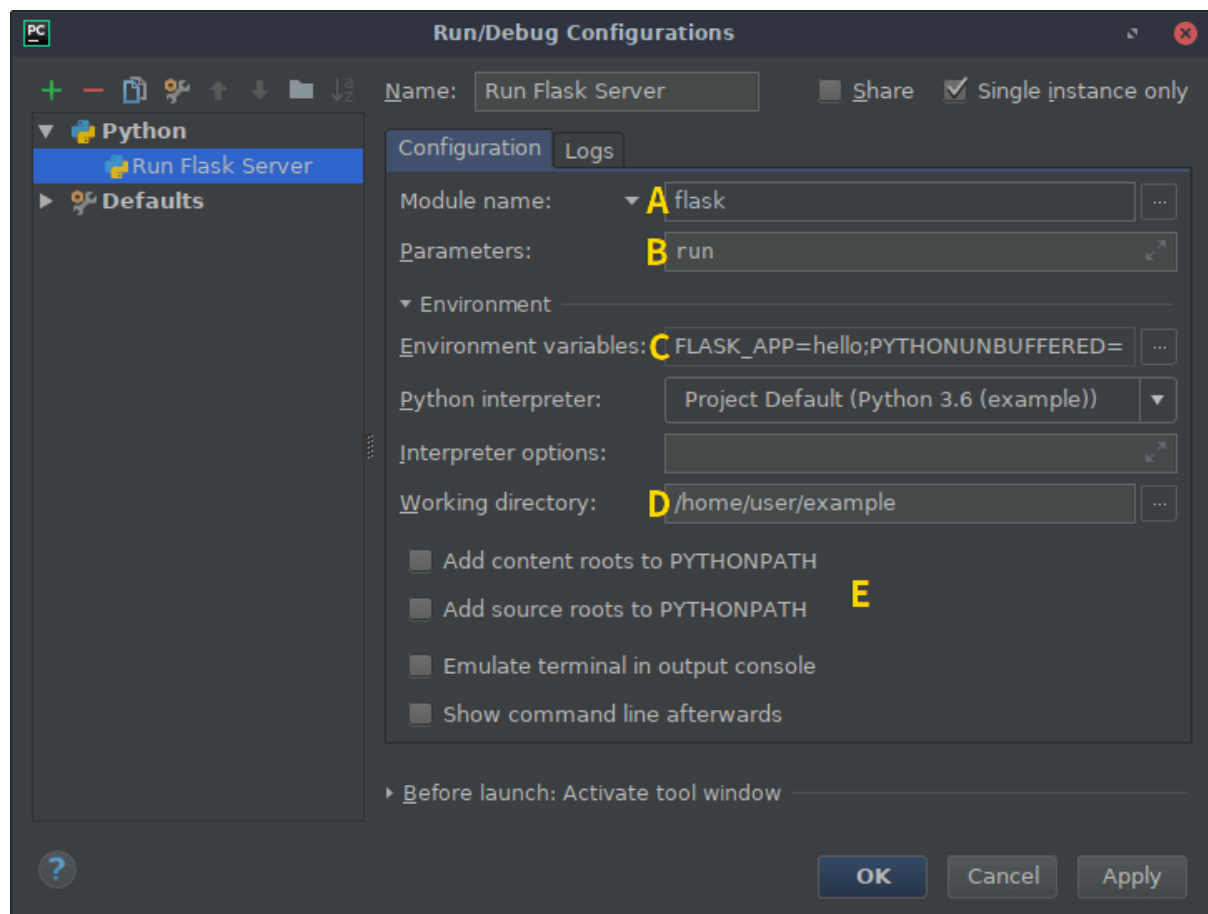 PC
Run/Debug Configurations
Name: Run Flask Server Share Single instance only
Python
Run Flask Server
Defaults
Configuration Logs
Module name: A flask ...
Parameters: B run
Environment
Environment variables: C FLASK_APP=hello;PYTHONUNBUFFERED= ...
Python interpreter: Project Default (Python 3.6 (example))
Interpreter options:
Working directory: D /home/user/example ...
Add content roots to PYTHONPATH
E
Add source roots to PYTHONPATH
Emulate terminal in output console
Show command line afterwards
Before launch: Activate tool window
? OK Cancel Apply